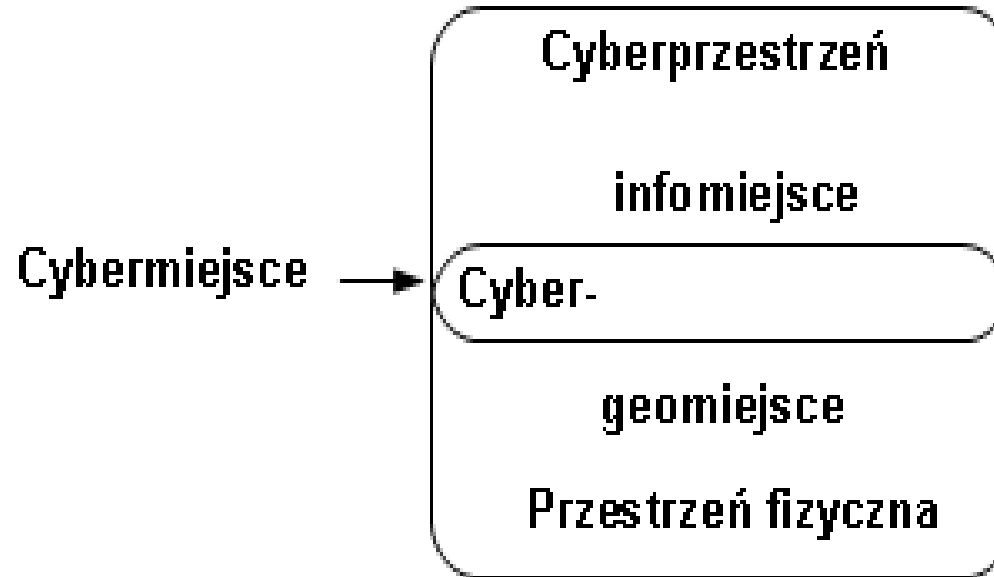 Cyberprzestrzeń
infomiejsce
Cybermiejsce
Cyber-
geomiejsce
Przestrzeń fizyczna